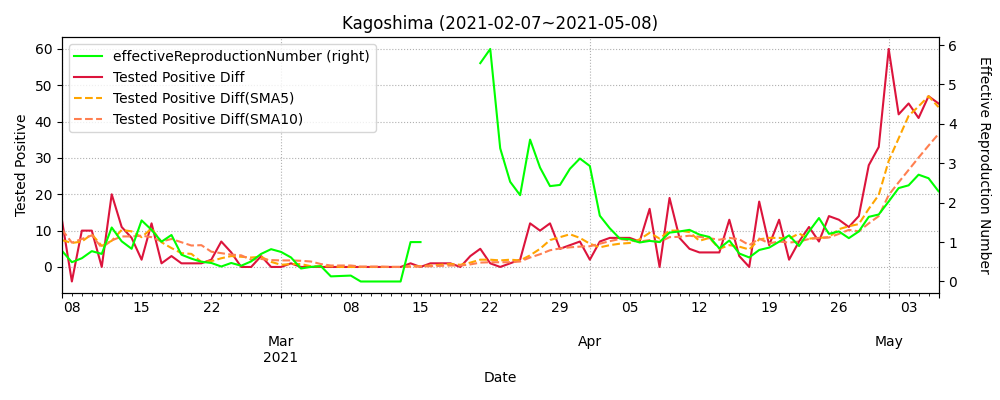 Kagoshima (2021-02-07~2021-05-08)
effectiveReproductionNumber (right)
Tested Positive Diff
Tested Positive Diff(SMA5)
Tested Positive Diff(SMA10)
Tested Positive
60
50
40
30
20
10
0
Effective Reproduction Number
6
5
4
3
2
1
0
08 15 22 08 15 22 29 05 12 19 26 03
Mar Apr May
2021
Date